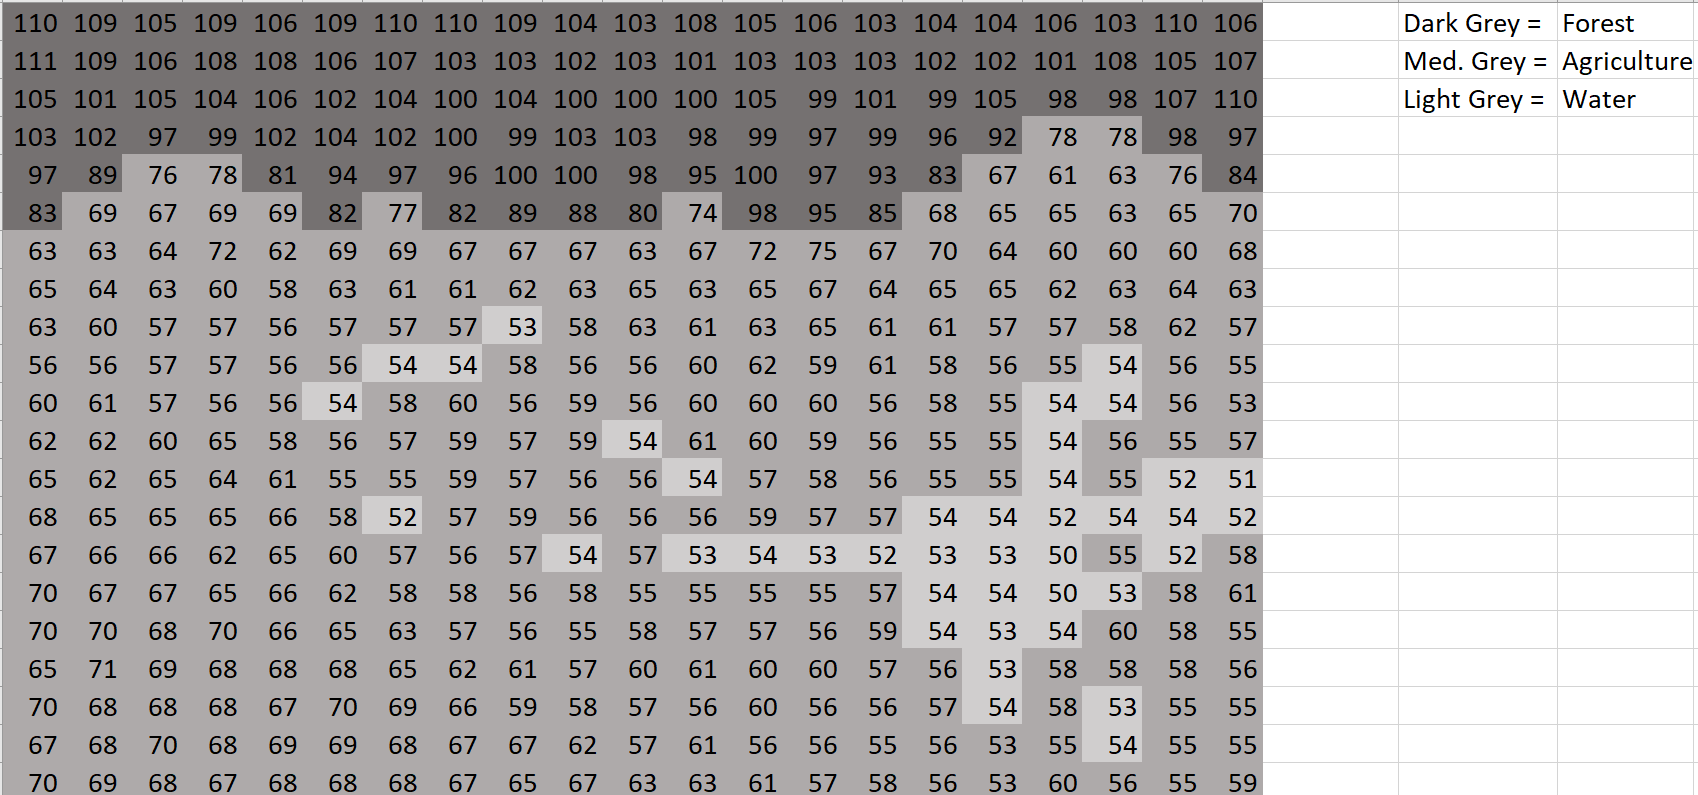 110 109 105 109 106 109 110 110 109 104 103 108 105 106 103 104 104 106 103 110 106 Dark Grey = Forest
111 109 106 108 108 106 107 103 103 102 103 101 103 103 103 102 102 101 108 105 107 Med. Grey = Agriculture
105 101 105 104 106 102 104 100 104 100 100 100 105 99 101 99 105 98 98 107 110 Light Grey = Water
103 102 97 99 102 104 102 100 99 103 103 98 99 97 99 96 92 78 78 98 97
97 89 76 78 81 94 97 96 100 100 98 95 100 97 93 83 67 61 63 76 84
83 69 67 69 69 82 77 82 89 88 80 74 98 95 85 68 65 65 63 65 70
63 63 64 72 62 69 69 67 67 67 63 67 72 75 67 70 64 60 60 60 68
65 64 63 60 58 63 61 61 62 63 65 63 65 67 64 65 65 62 63 64 63
63 60 57 57 56 57 57 57 53 58 63 61 63 65 61 61 57 57 58 62 57
56 56 57 57 56 56 54 54 58 56 56 60 62 59 61 58 56 55 54 56 55
60 61 57 56 56 54 58 60 56 59 56 60 60 60 56 58 55 54 54 56 53
62 62 60 65 58 56 57 59 57 59 54 61 60 59 56 55 55 54 56 55 57
65 62 65 64 61 55 55 59 57 56 56 54 57 58 56 55 55 54 55 52 51
68 65 65 65 66 58 52 57 59 56 56 56 59 57 57 54 54 52 54 54 52
67 66 66 62 65 60 57 56 57 54 57 53 54 53 52 53 53 50 55 52 58
70 67 67 65 66 62 58 58 56 58 55 55 55 55 57 54 54 50 53 58 61
70 70 68 70 66 65 63 57 56 55 58 57 57 56 59 54 53 54 60 58 55
65 71 69 68 68 68 65 62 61 57 60 61 60 60 57 56 53 58 58 58 56
70 68 68 68 67 70 69 66 59 58 57 56 60 56 56 57 54 58 53 55 55
67 68 70 68 69 69 68 67 67 62 57 61 56 56 55 56 53 55 54 55 55
70 69 68 67 68 68 68 67 65 67 63 63 61 57 58 56 53 60 56 55 59